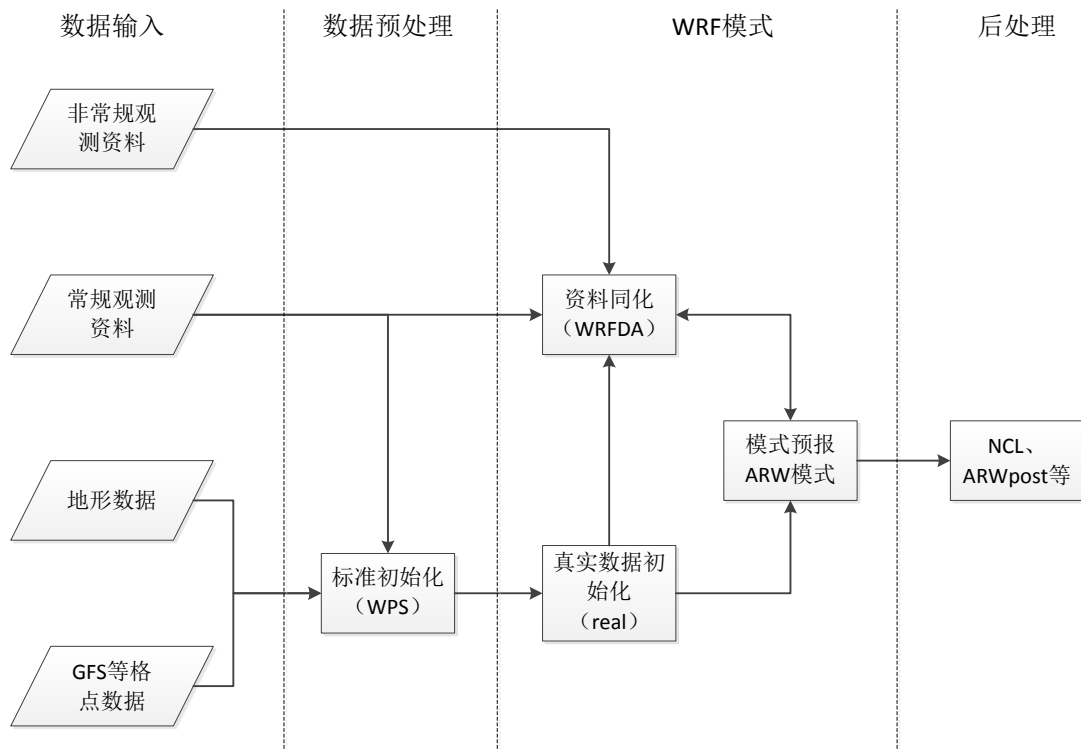 数据输入
数据预处理
WRF模式
后处理
非常规观
测资料
常规观测
资料
资料同化
（WRFDA）
模式预报
ARW模式
NCL、
ARWpost等
地形数据
标准初始化
（WPS）
真实数据初
始化
（real）
GFS等格
点数据